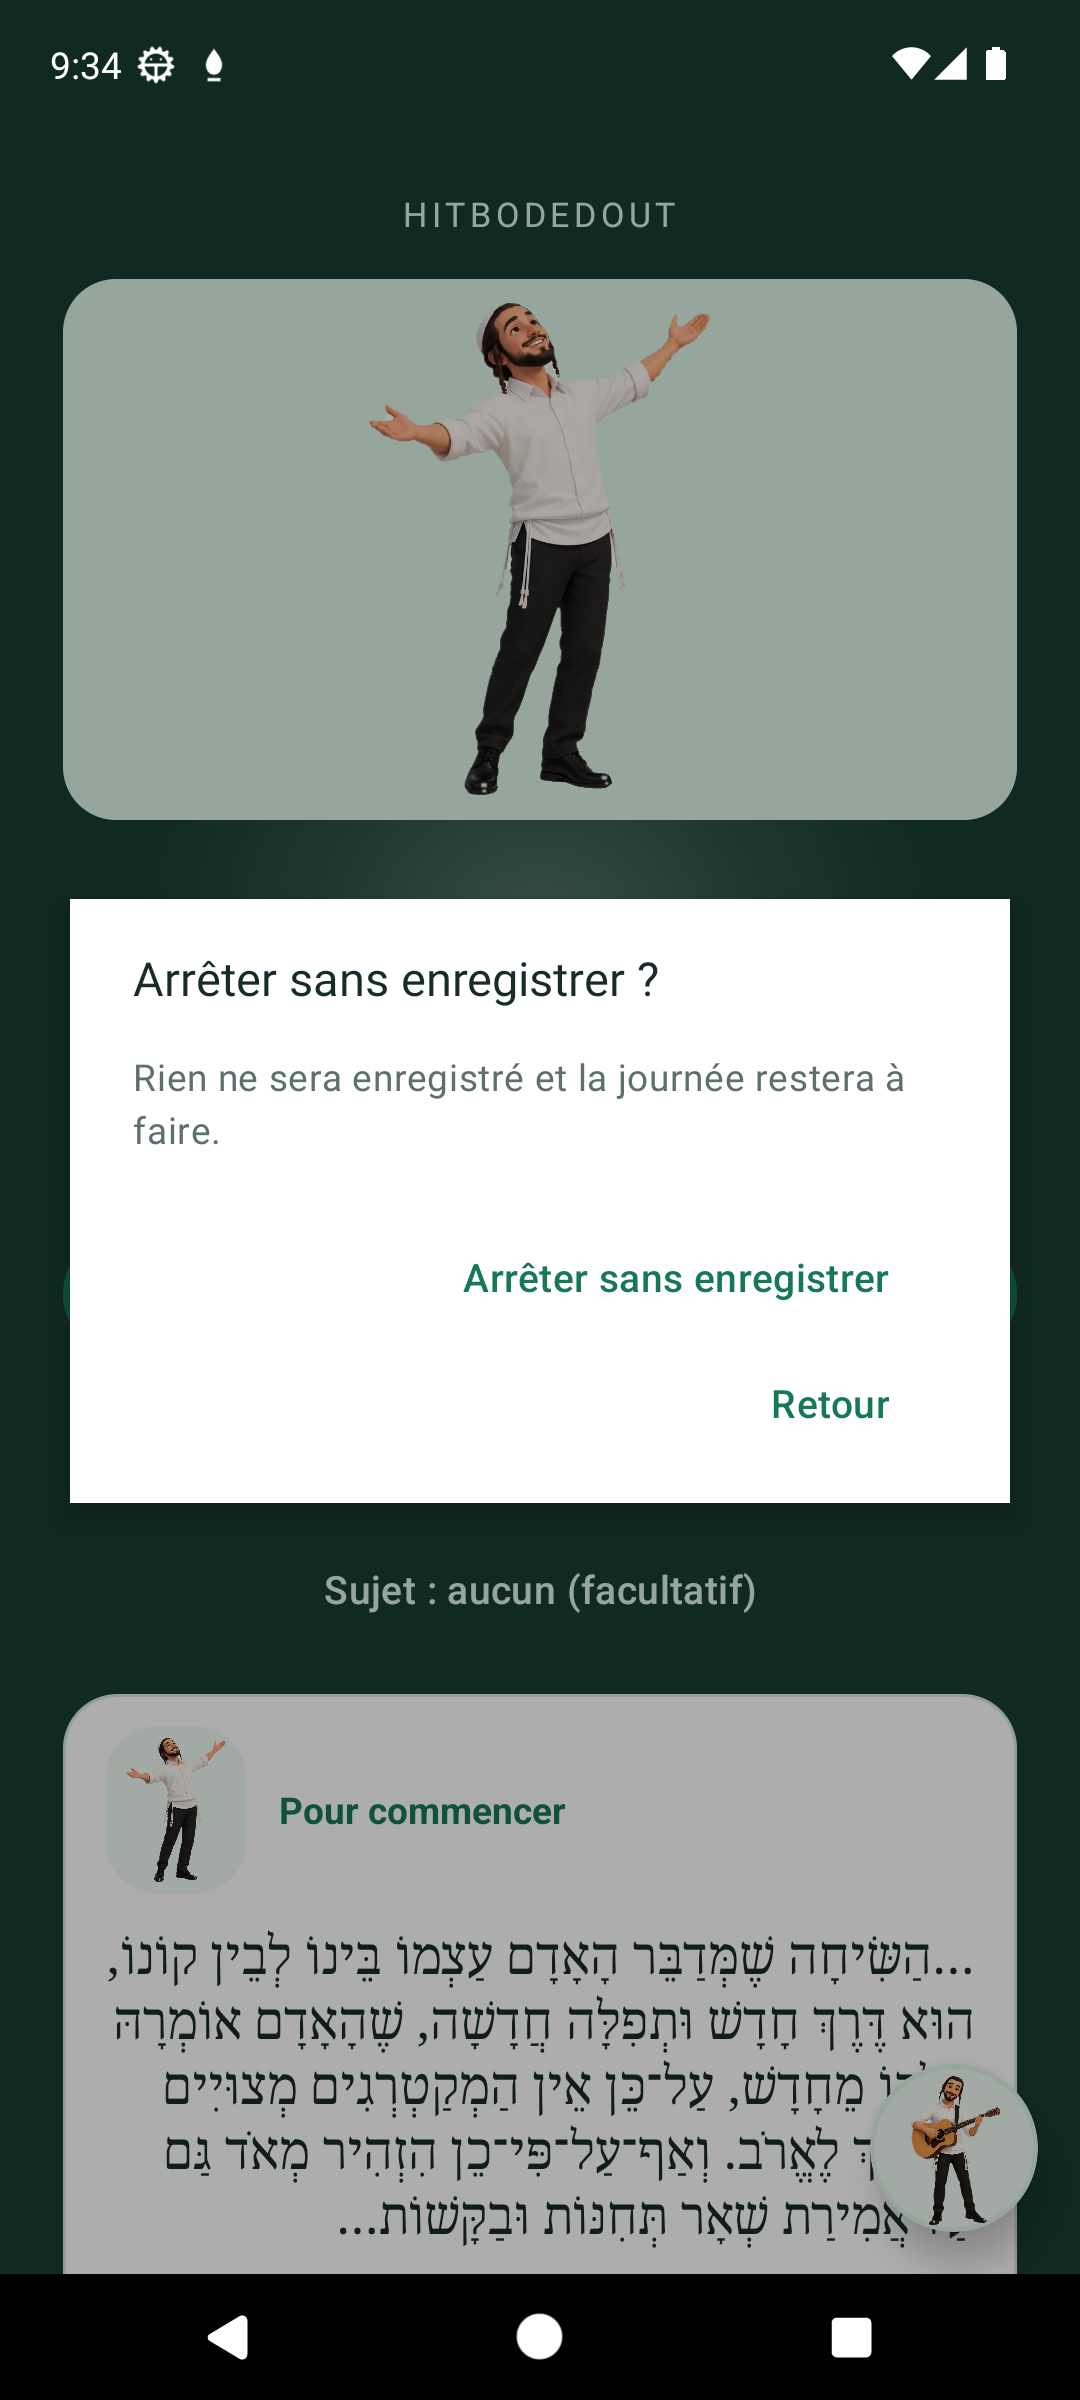 9:34
HITBODEDOUT
Arrêter sans enregistrer ?
Rien ne sera enregistré et la journée restera à
faire.
Arrêter sans enregistrer
Retour
Sujet : aucun (facultatif)
Pour commencer
...הַשִּׂיחָה שֶׁמְּדַבֵּר הָאָדָם עַצְמוֹ בֵּינוֹ לְבֵין קוֹנוֹ,
הוּא דֶּרֶךְ חָדָשׁ וּתְפִלָּה חֲדָשָׁה, שֶׁהָאָדָם אוֹמְרָהּ
מֵחָדָשׁ, עַל־כֵּן אֵין הַמְקַטְרְגִים מְצוּיִים
לֶאֱרֹב. וְאַף־עַל־פִּי־כֵן הִזְהִיר מְאֹד גַּם
אֲמִירַת שְׁאָר תְּחִנּוֹת וּבַקָּשׁוֹת...